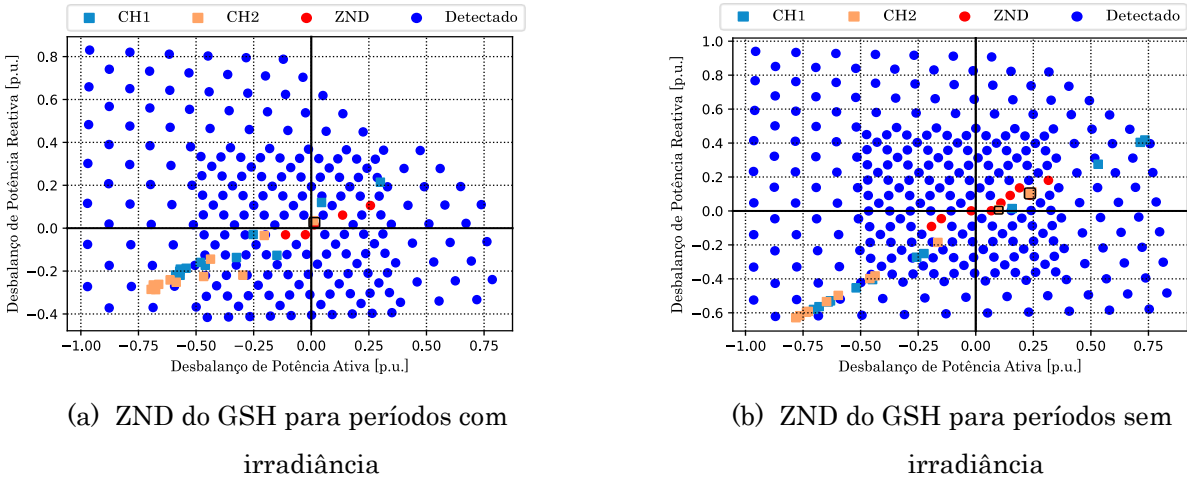 CH1 CH2 ZND Detectado
Desbalanço de Potência Reativa [p.u.]
0.8
0.6
0.4
0.2
0.0
−0.2
−0.4
−1.00 −0.75 −0.50 −0.25 0.00 0.25 0.50 0.75
Desbalanço de Potência Ativa [p.u.]
(a) ZND do GSH para períodos com
irradiância
CH1 CH2 ZND Detectado
Desbalanço de Potência Reativa [p.u.]
1.0
0.8
0.6
0.4
0.2
0.0
−0.2
−0.4
−0.6
−1.00 −0.75 −0.50 −0.25 0.00 0.25 0.50 0.75
Desbalanço de Potência Ativa [p.u.]
(b) ZND do GSH para períodos sem
irradiância